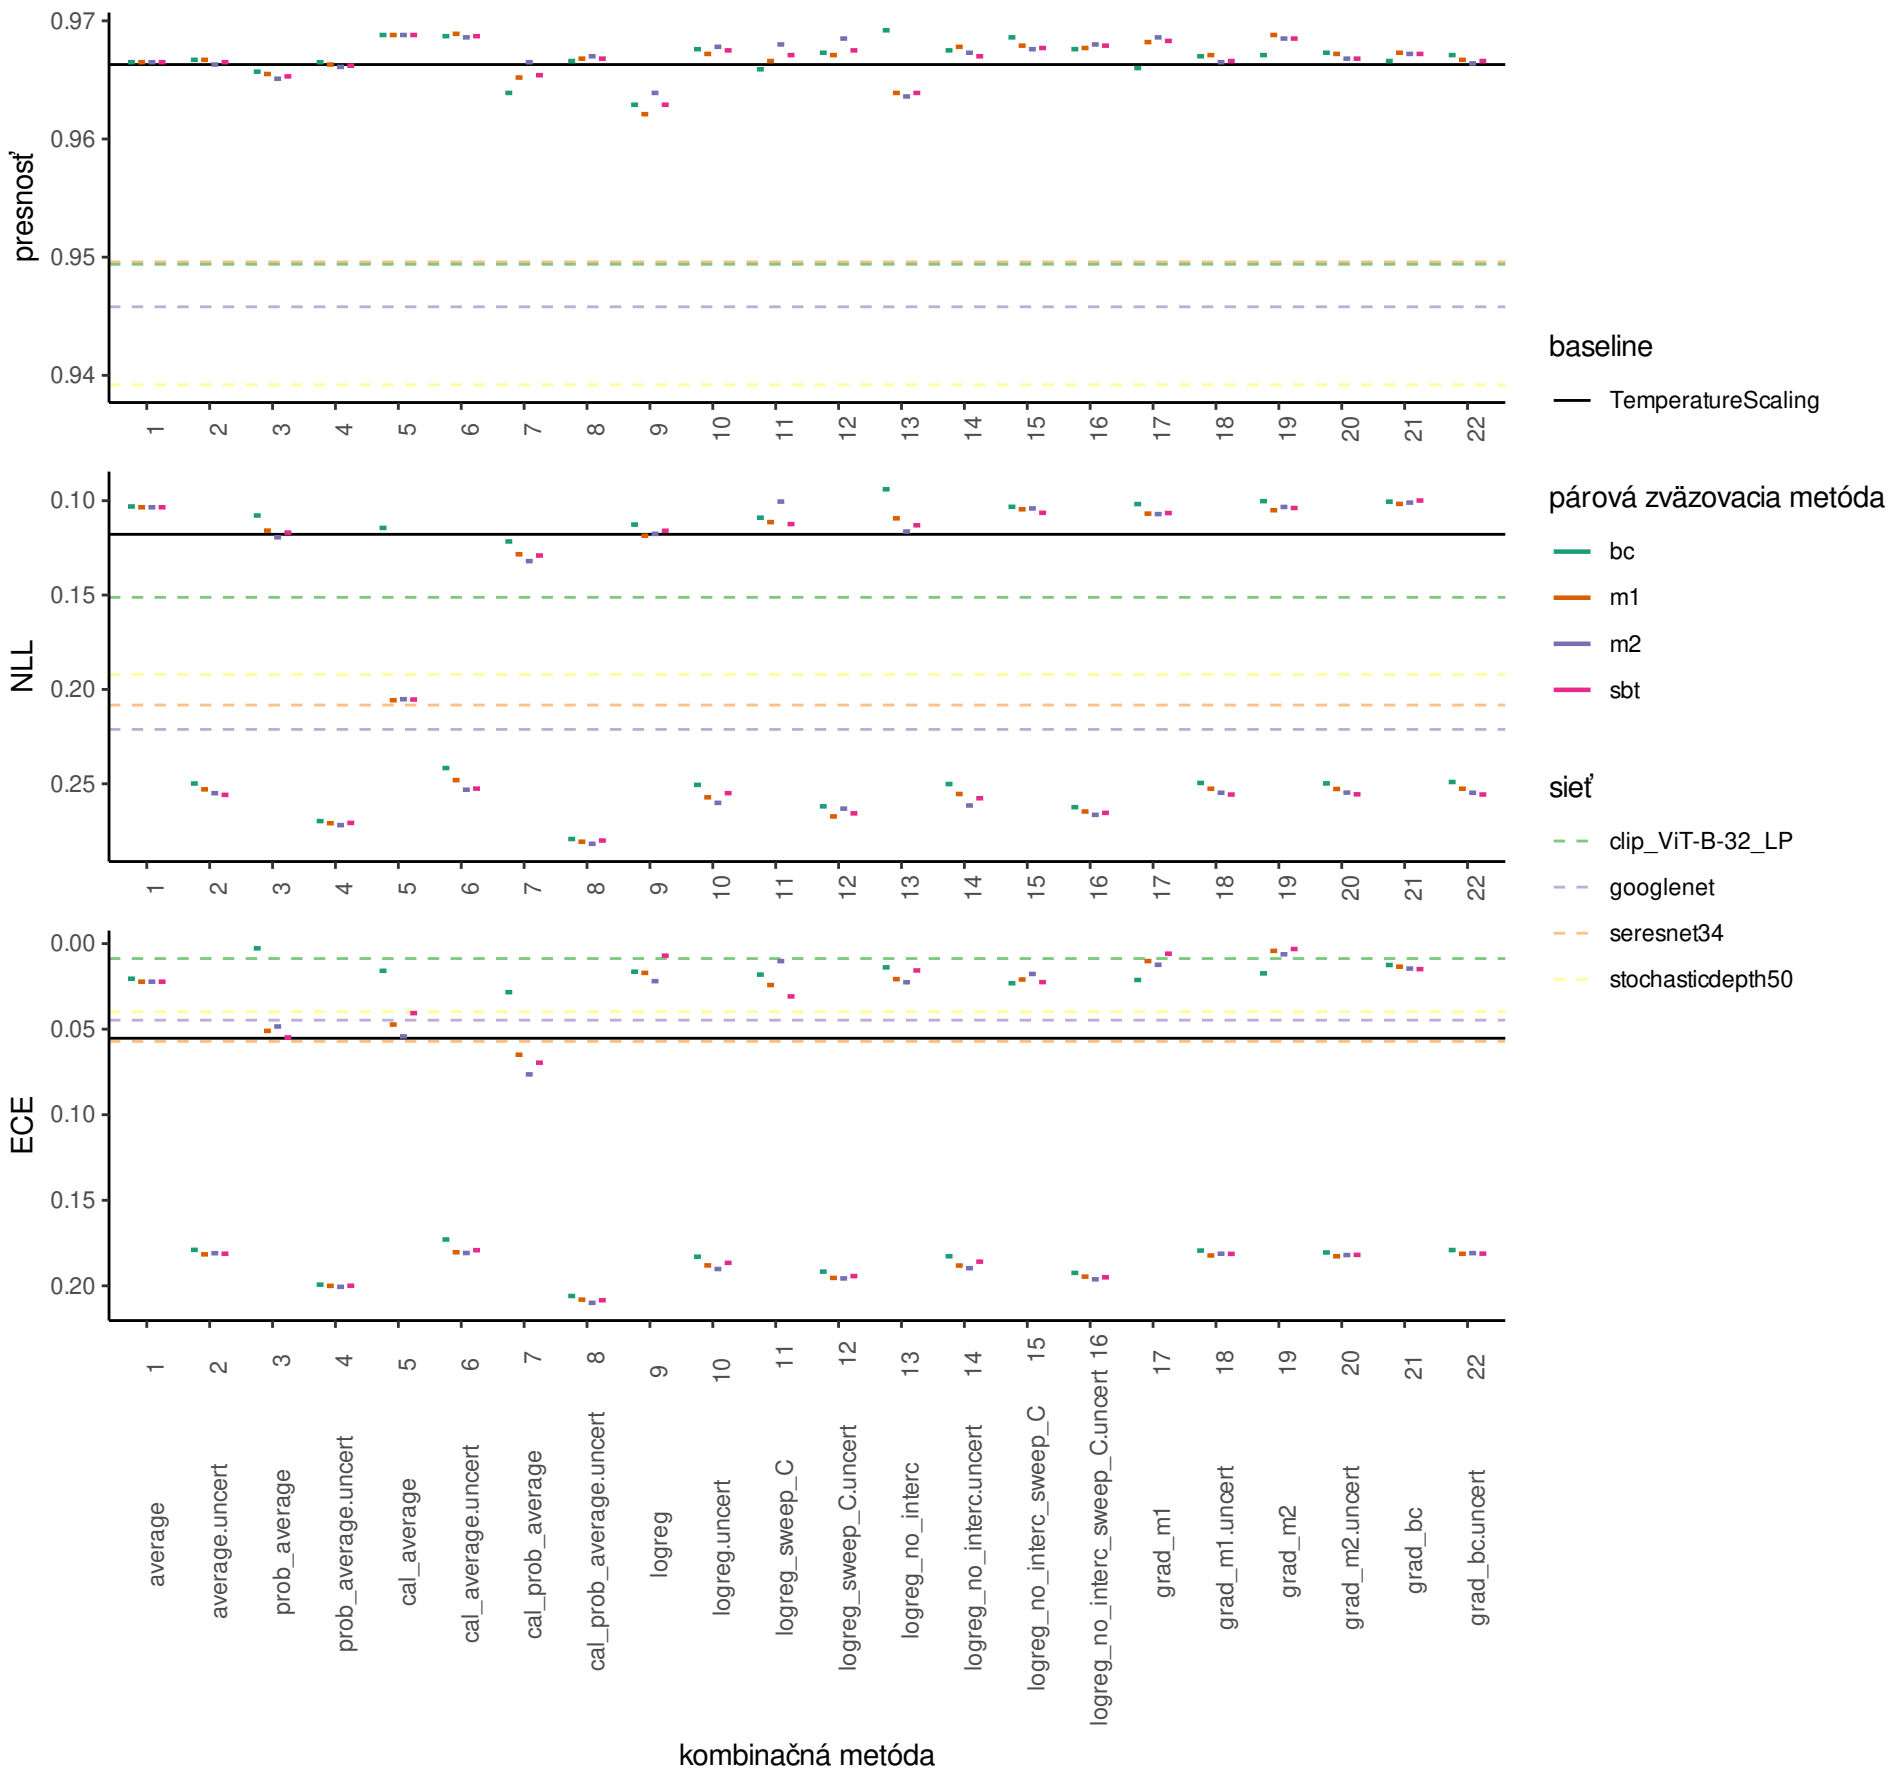 presnosť
0.97
0.96
0.95
0.94
1 2 3 4 5 6 7 8 9 10 11 12 13 14 15 16 17 18 19 20 21 22
NLL
0.10
0.15
0.20
0.25
1 2 3 4 5 6 7 8 9 10 11 12 13 14 15 16 17 18 19 20 21 22
ECE
0.00
0.05
0.10
0.15
0.20
average 1
average.uncert 2
prob_average 3
prob_average.uncert 4
cal_average 5
cal_average.uncert 6
cal_prob_average 7
cal_prob_average.uncert 8
logreg 9
logreg.uncert 10
logreg_sweep_C 11
logreg_sweep_C.uncert 12
logreg_no_interc 13
logreg_no_interc.uncert 14
logreg_no_interc_sweep_C 15
logreg_no_interc_sweep_C.uncert 16
grad_m1 17
grad_m1.uncert 18
grad_m2 19
grad_m2.uncert 20
grad_bc 21
grad_bc.uncert 22
kombinačná metóda
baseline
TemperatureScaling
párová zväzovacia metóda
bc
m1
m2
sbt
sieť
clip_ViT-B-32_LP
googlenet
seresnet34
stochasticdepth50